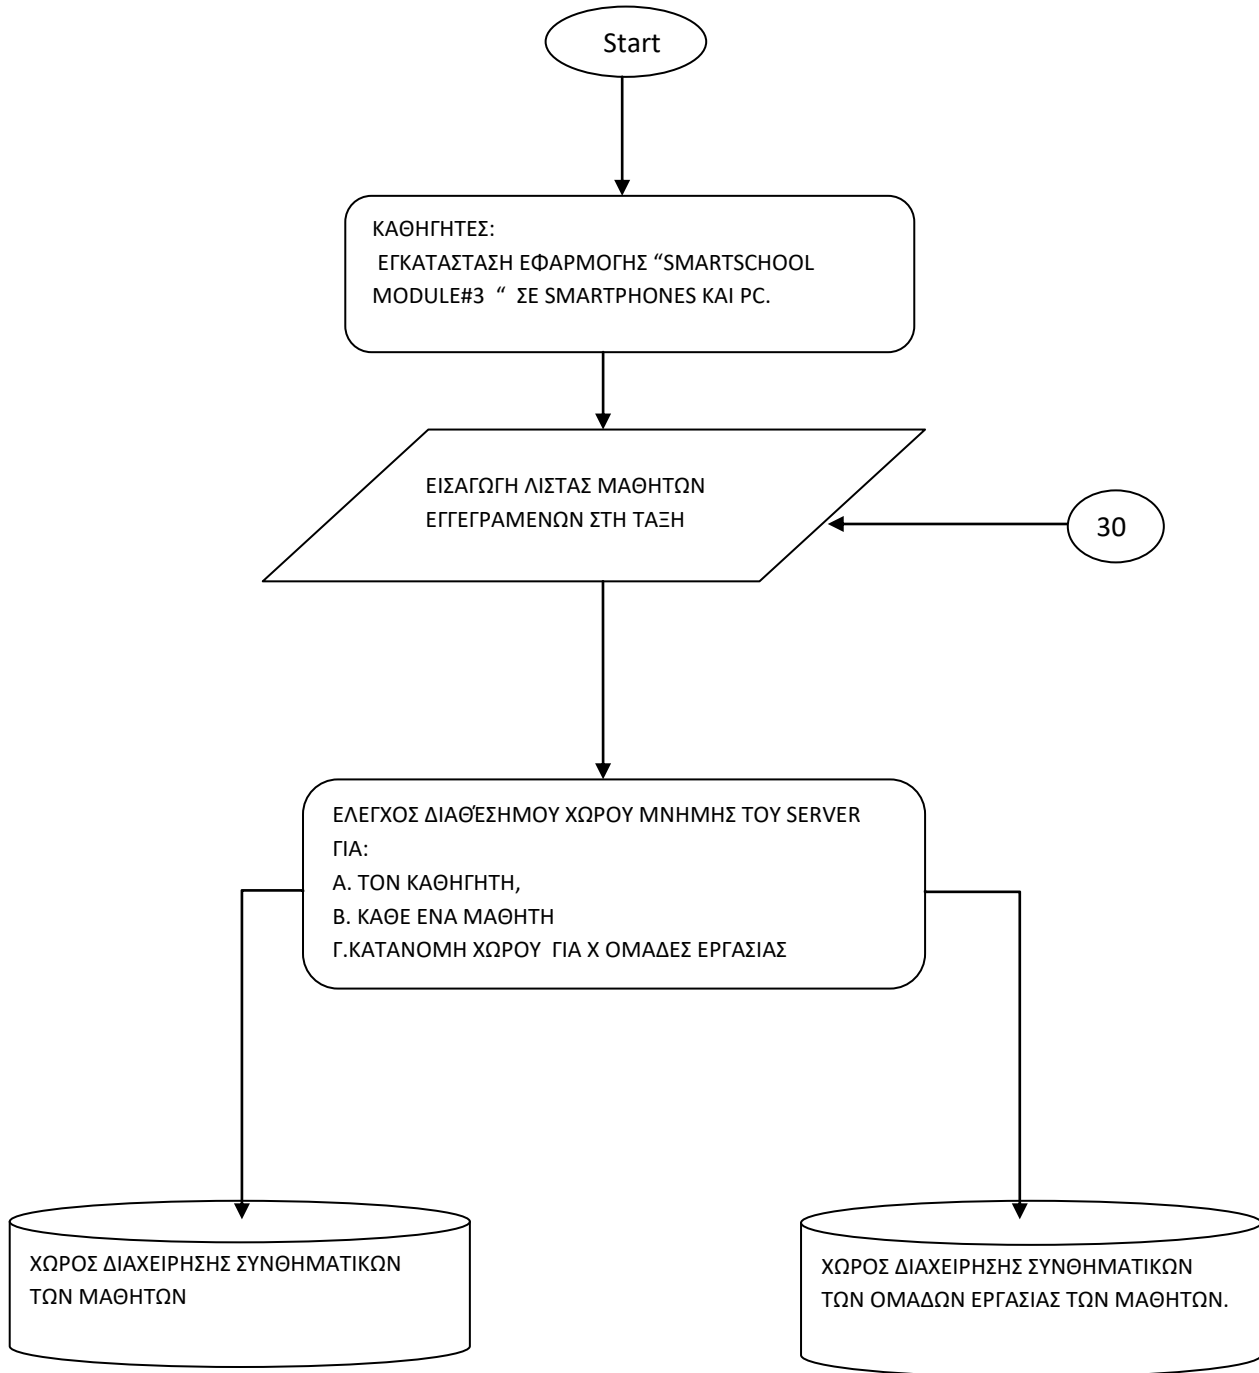 Start
ΚΑΘΗΓΗΤΕΣ:
ΕΓΚΑΤΑΣΤΑΣΗ ΕΦΑΡΜΟΓΗΣ “SMARTSCHOOL
MODULE#3 “ ΣΕ SMARTPHONES ΚΑΙ PC.
ΕΙΣΑΓΩΓΗ ΛΙΣΤΑΣ ΜΑΘΗΤΩΝ
ΕΓΓΕΓΡΑΜΕΝΩΝ ΣΤΗ ΤΑΞΗ
30
ΕΛΕΓΧΟΣ ΔΙΑΘΈΣΗΜΟΥ ΧΩΡΟΥ ΜΝΗΜΗΣ ΤΟΥ SERVER
ΓΙΑ:
Α. ΤΟΝ ΚΑΘΗΓΗΤΗ,
Β. ΚΑΘΕ ΕΝΑ ΜΑΘΗΤΗ
Γ.ΚΑΤΑΝΟΜΗ ΧΩΡΟΥ ΓΙΑ Χ ΟΜΑΔΕΣ ΕΡΓΑΣΙΑΣ
ΧΩΡΟΣ ΔΙΑΧΕΙΡΗΣΗΣ ΣΥΝΘΗΜΑΤΙΚΩΝ
ΤΩΝ ΜΑΘΗΤΩΝ
ΧΩΡΟΣ ΔΙΑΧΕΙΡΗΣΗΣ ΣΥΝΘΗΜΑΤΙΚΩΝ
ΤΩΝ ΟΜΑΔΩΝ ΕΡΓΑΣΙΑΣ ΤΩΝ ΜΑΘΗΤΩΝ.